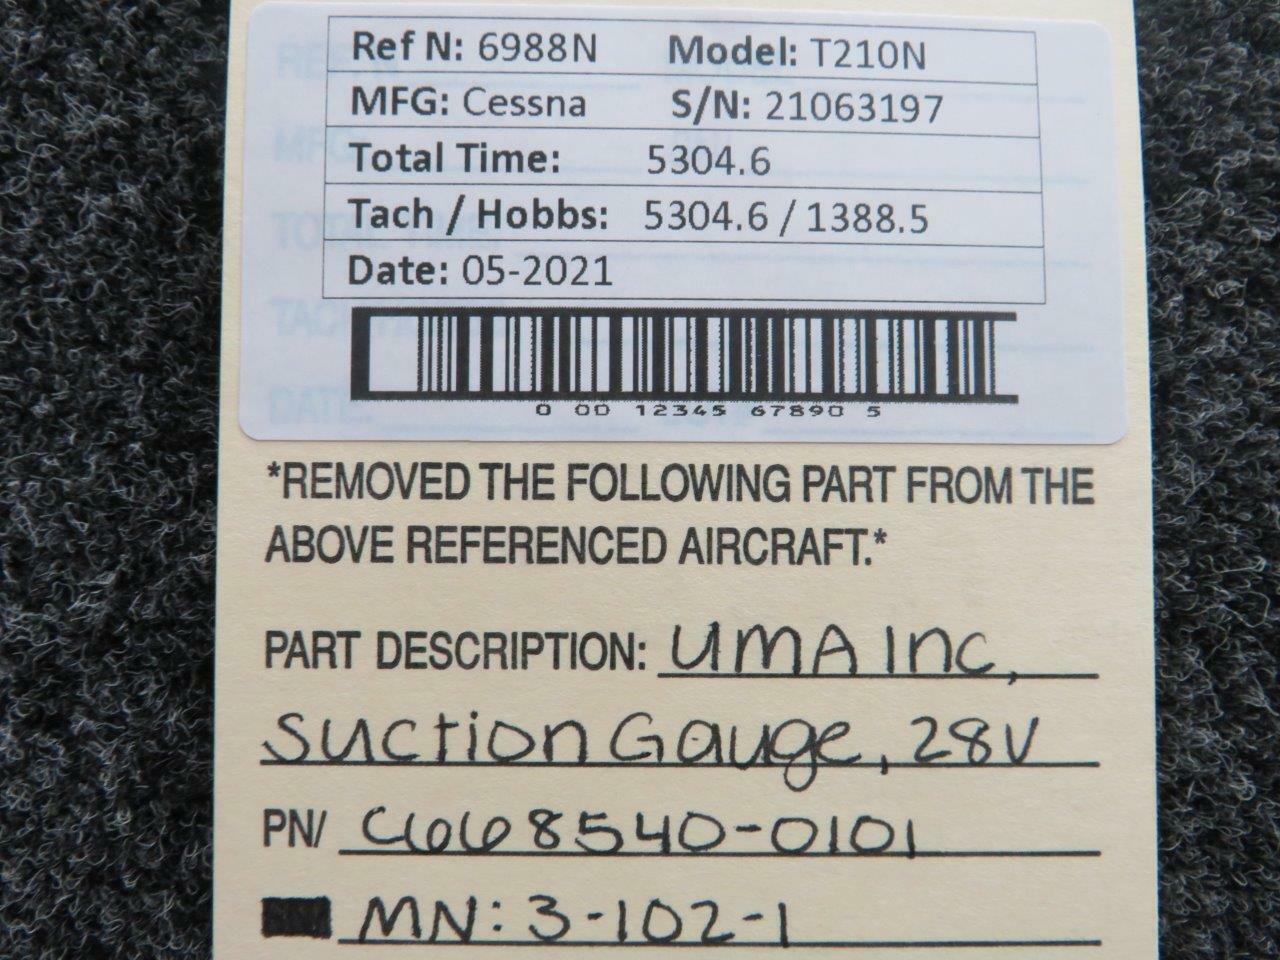 Ref N: 6988N Model: T210N
MFG: Cessna S/N: 21063197
Total Time: 5304.6
Tach / Hobbs: 5304.6 / 1388.5
Date: 05-2021
0 00 12345 67890 5
*REMOVED THE FOLLOWING PART FROM THE
ABOVE REFERENCED AIRCRAFT.*
PART DESCRIPTION: UMA Inc,
Suction Gauge, 28V
PN/ C668540-0101
MN: 3-102-1